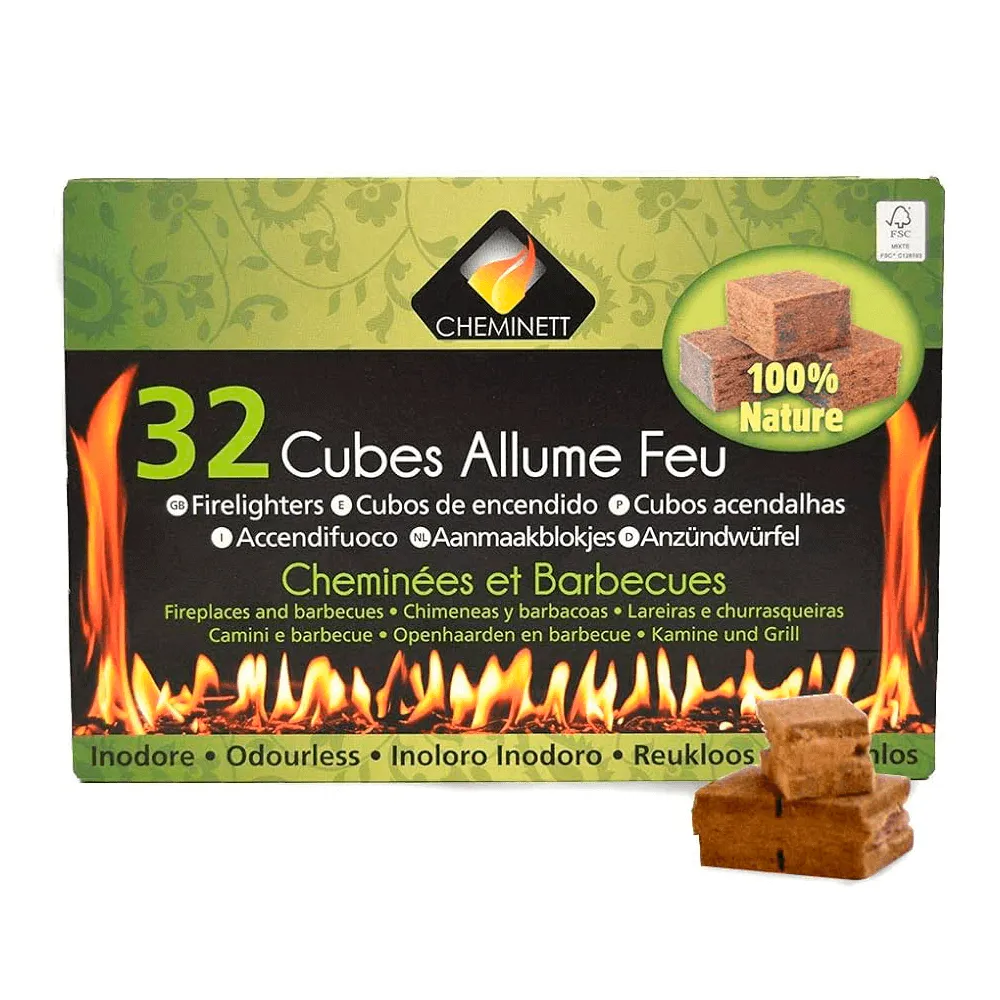 FSC
MIXTE
CHEMINETT
100%
Nature
32 Cubes Allume Feu
GB Firelighters E Cubos de encendido P Cubos acendalhas
I Accendifuoco NL Aanmaakblokjes D Anzündwürfel
Cheminées et Barbecues
Fireplaces and barbecues • Chimeneas y barbacoas • Lareiras e churrasqueiras
Camini e barbecue • Openhaarden en barbecue • Kamine und Grill
Inodore • Odourless • Inoloro Inodoro • Reukloos